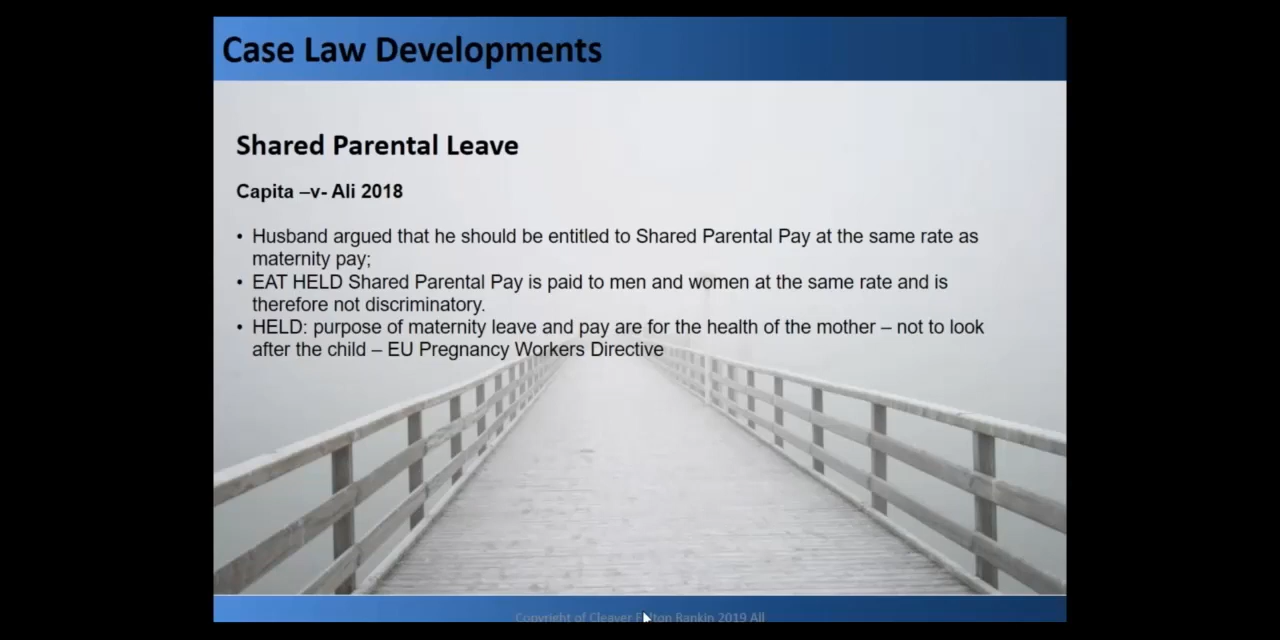 Case Law Developments
Shared Parental Leave
Capita –v- Ali 2018
• Husband argued that he should be entitled to Shared Parental Pay at the same rate as
maternity pay;
• EAT HELD Shared Parental Pay is paid to men and women at the same rate and is
therefore not discriminatory.
• HELD: purpose of maternity leave and pay are for the health of the mother – not to look
after the child – EU Pregnancy Workers Directive
Copyright of Cleaver Rankin 2019 All